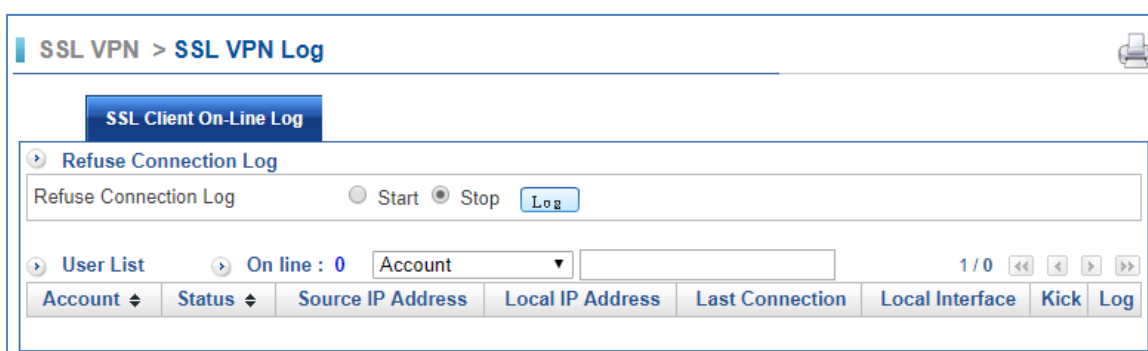 SSL VPN > SSL VPN Log
SSL Client On-Line Log
Refuse Connection Log
Refuse Connection Log Start Stop Log
User List On line : 0 Account 1 / 0
Account Status Source IP Address Local IP Address Last Connection Local Interface Kick Log